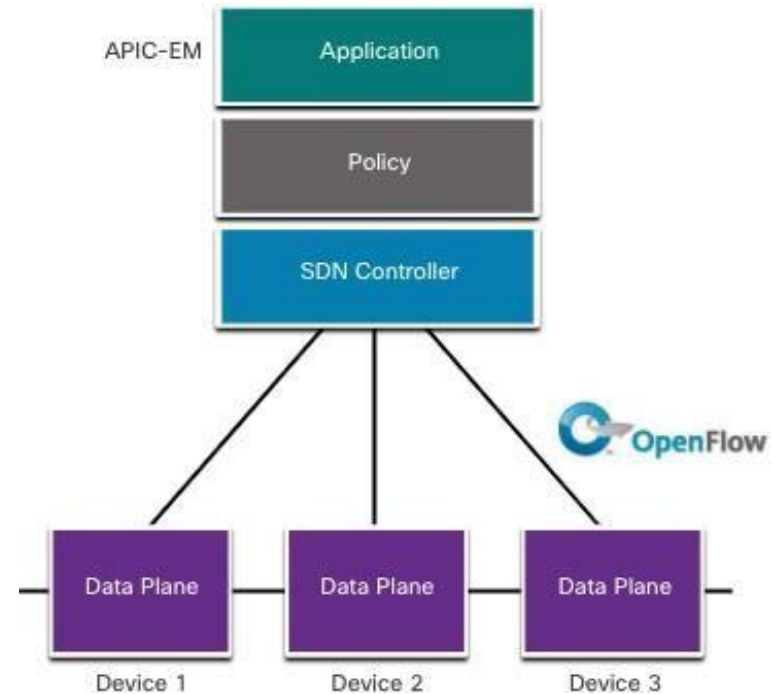 APIC-EM
Application
Policy
SDN Controller
OpenFlow
Data Plane
Data Plane
Data Plane
Device 1
Device 2
Device 3